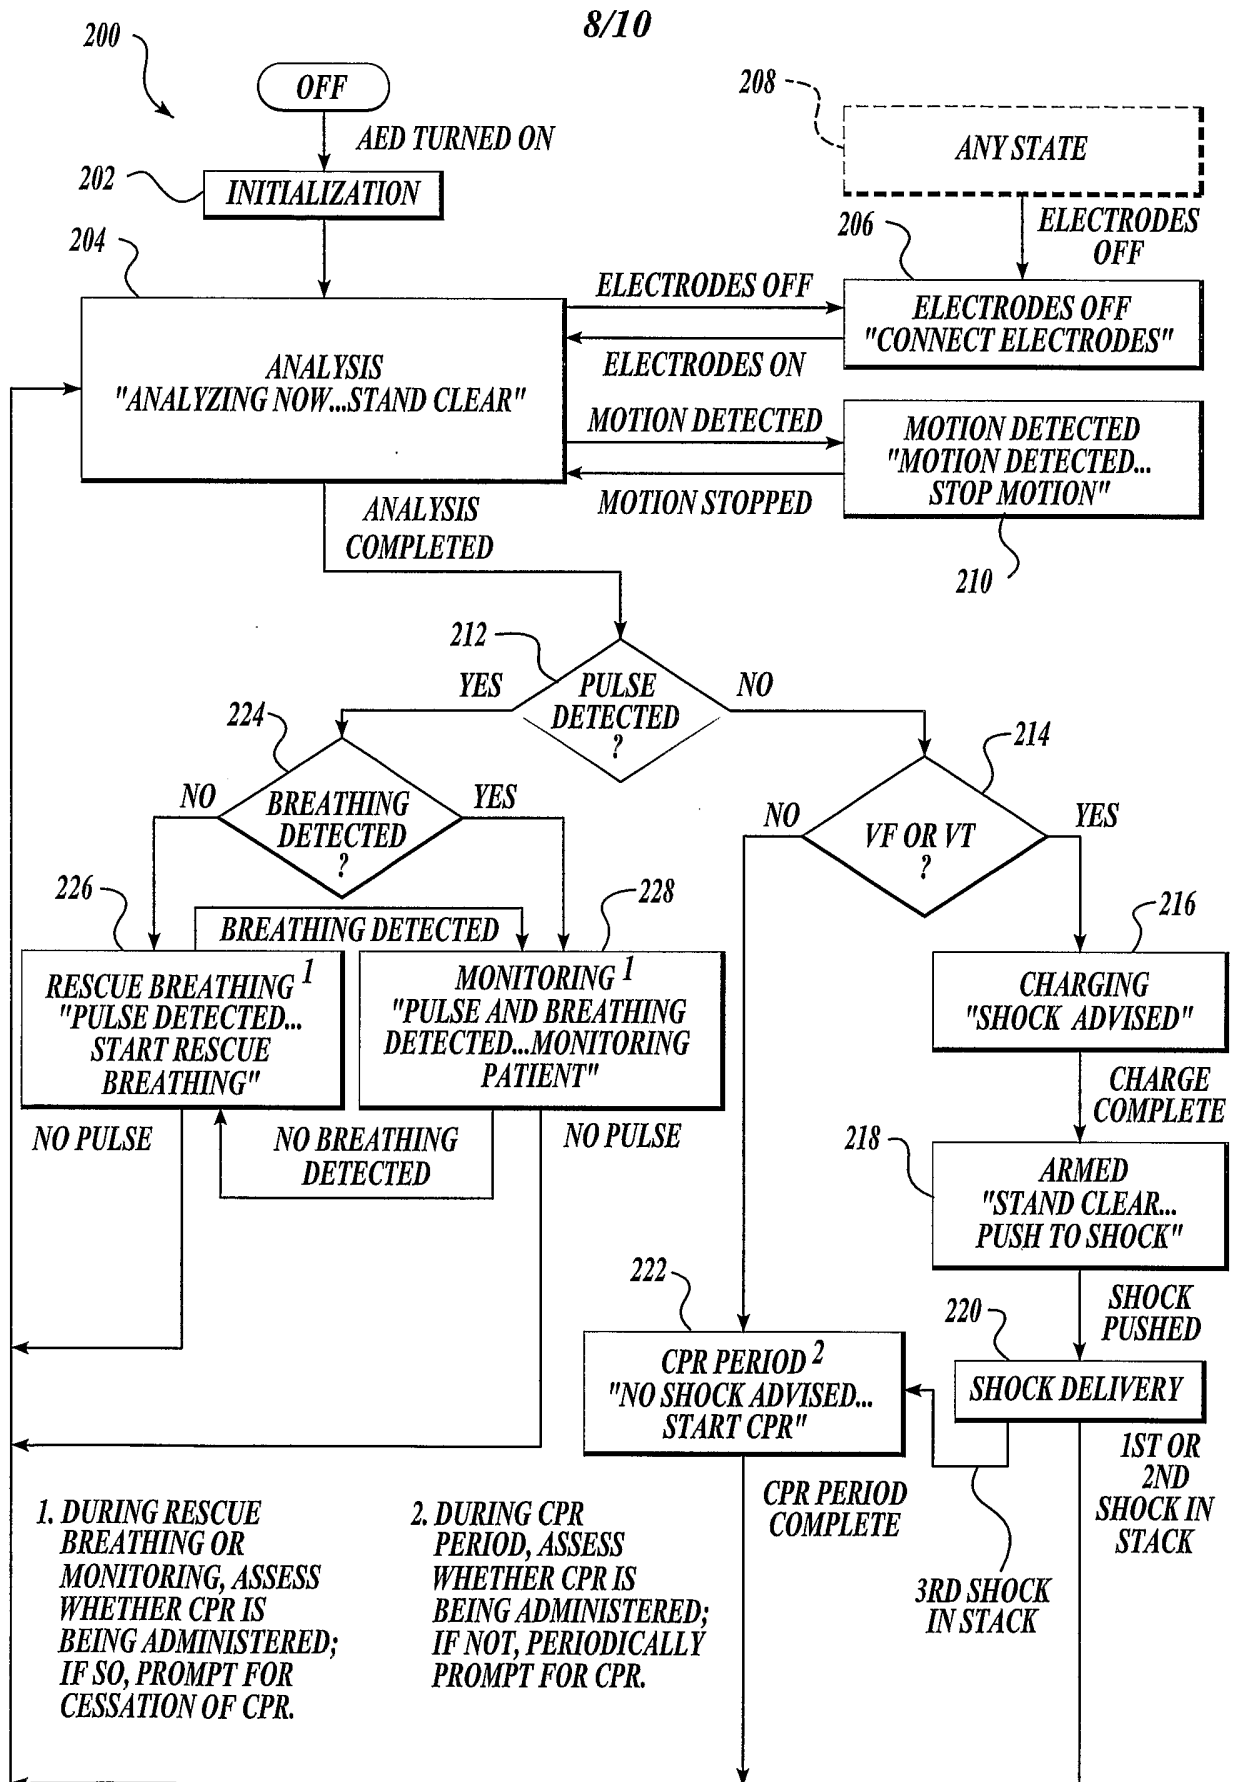 8/10
200
OFF
AED TURNED ON
202
INITIALIZATION
204
208
ANY STATE
206
ELECTRODES
OFF
ELECTRODES OFF
ELECTRODES OFF
"CONNECT ELECTRODES"
ELECTRODES ON
ANALYSIS
"ANALYZING NOW...STAND CLEAR"
MOTION DETECTED
MOTION DETECTED
"MOTION DETECTED...
STOP MOTION"
MOTION STOPPED
210
ANALYSIS
COMPLETED
212
PULSE
DETECTED
?
YES
NO
224
BREATHING
DETECTED
?
NO
YES
214
VF OR VT
?
NO
YES
226
BREATHING DETECTED
228
216
RESCUE BREATHING 1
"PULSE DETECTED...
START RESCUE
BREATHING"
MONITORING 1
"PULSE AND BREATHING
DETECTED...MONITORING
PATIENT"
CHARGING
"SHOCK ADVISED"
NO PULSE
NO BREATHING
DETECTED
NO PULSE
CHARGE
COMPLETE
218
ARMED
"STAND CLEAR...
PUSH TO SHOCK"
222
220
SHOCK
PUSHED
CPR PERIOD 2
"NO SHOCK ADVISED...
START CPR"
SHOCK DELIVERY
1ST OR
2ND
SHOCK IN
STACK
CPR PERIOD
COMPLETE
3RD SHOCK
IN STACK
1. DURING RESCUE
BREATHING OR
MONITORING, ASSESS
WHETHER CPR IS
BEING ADMINISTERED;
IF SO, PROMPT FOR
CESSATION OF CPR.
2. DURING CPR
PERIOD, ASSESS
WHETHER CPR IS
BEING ADMINISTERED;
IF NOT, PERIODICALLY
PROMPT FOR CPR.